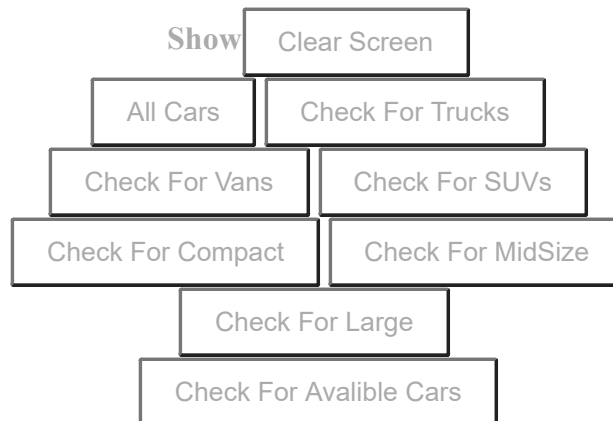 Show Clear Screen
All Cars Check For Trucks
Check For Vans Check For SUVs
Check For Compact Check For MidSize
Check For Large
Check For Avalible Cars